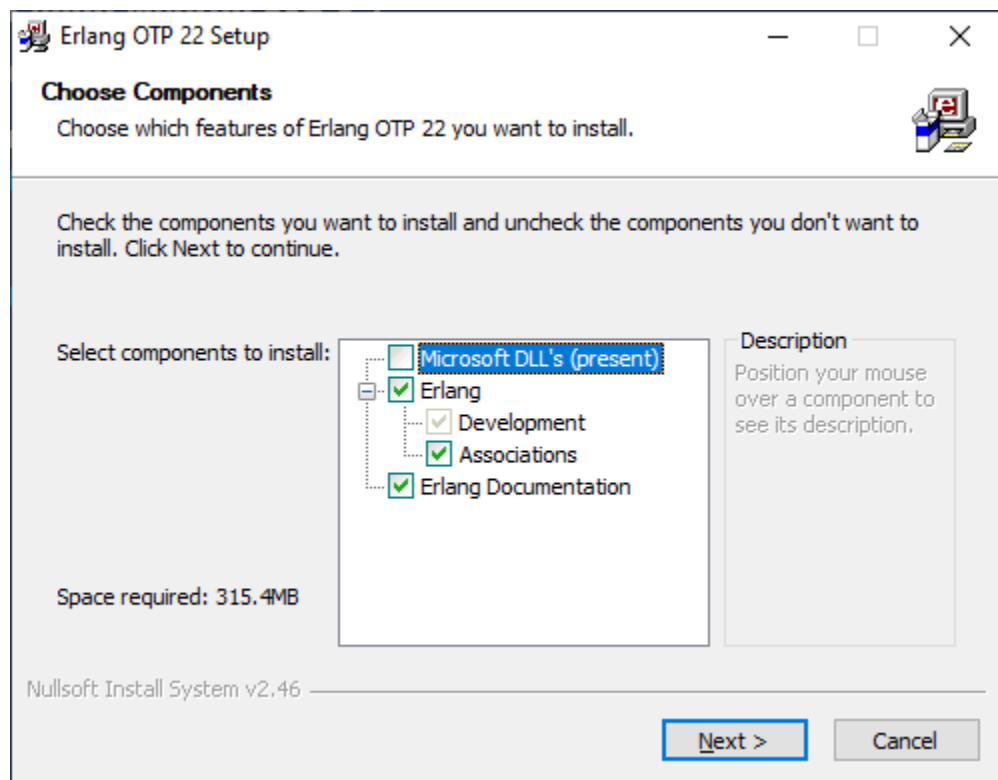 Erlang OTP 22 Setup
Choose Components
Choose which features of Erlang OTP 22 you want to install.
Check the components you want to install and uncheck the components you don't want to
install. Click Next to continue.
Select components to install:
Microsoft DLL's (present)
Erlang
Development
Associations
Erlang Documentation
Description
Position your mouse
over a component to
see its description.
Space required: 315.4MB
Nullsoft Install System v2.46
Next >
Cancel